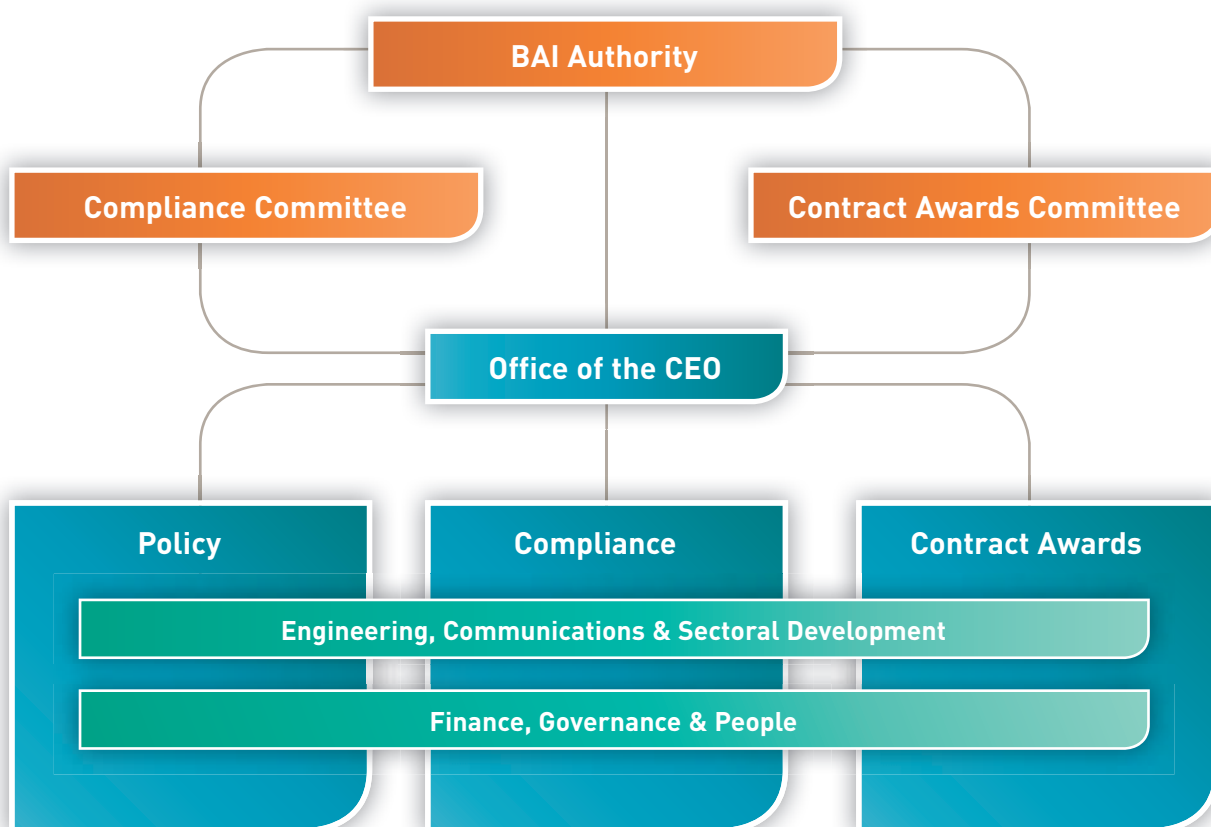 BAI Authority
Compliance Committee
Contract Awards Committee
Office of the CEO
Policy
Compliance
Contract Awards
Engineering, Communications & Sectoral Development
Finance, Governance & People